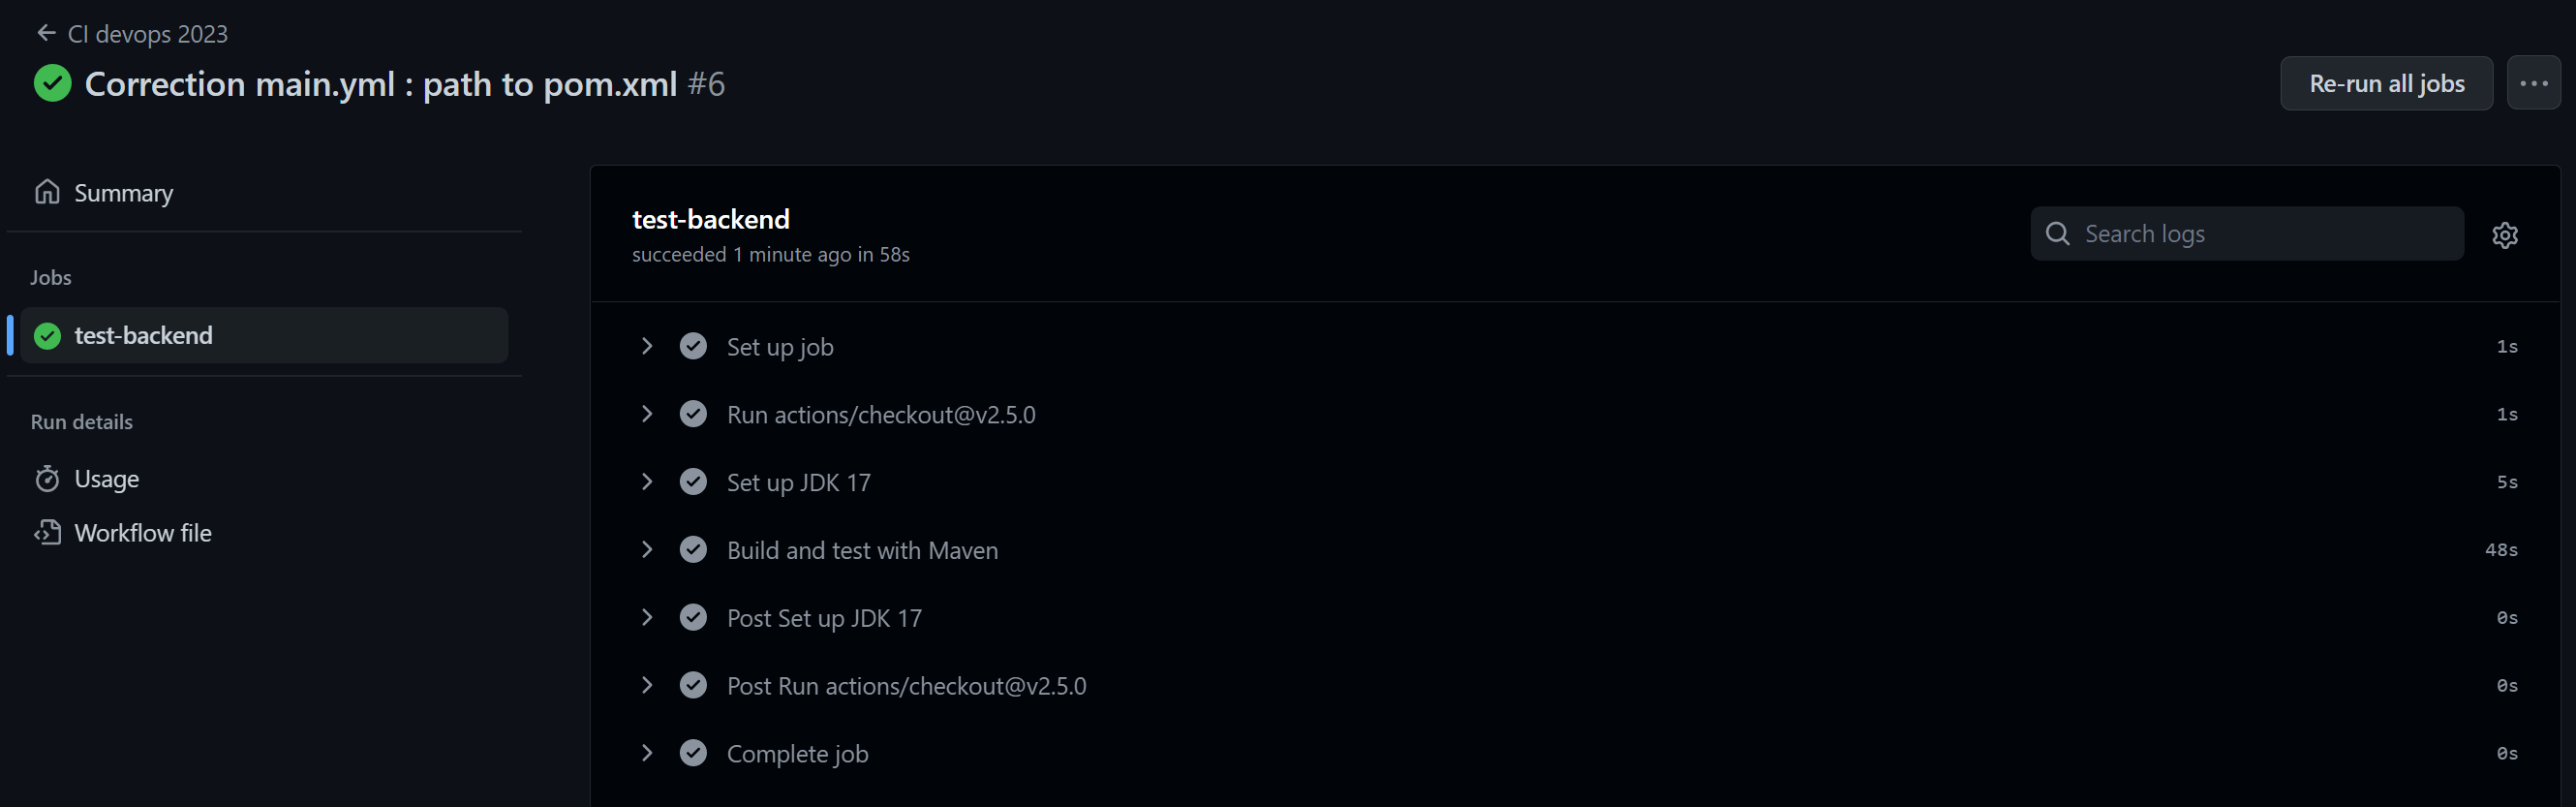 CI devops 2023
Correction main.yml : path to pom.xml #6
Re-run all jobs
Summary
Jobs
test-backend
Run details
Usage
Workflow file
test-backend
succeeded 1 minute ago in 58s
Search logs
Set up job 1s
Run actions/checkout@v2.5.0 1s
Set up JDK 17 5s
Build and test with Maven 48s
Post Set up JDK 17 0s
Post Run actions/checkout@v2.5.0 0s
Complete job 0s